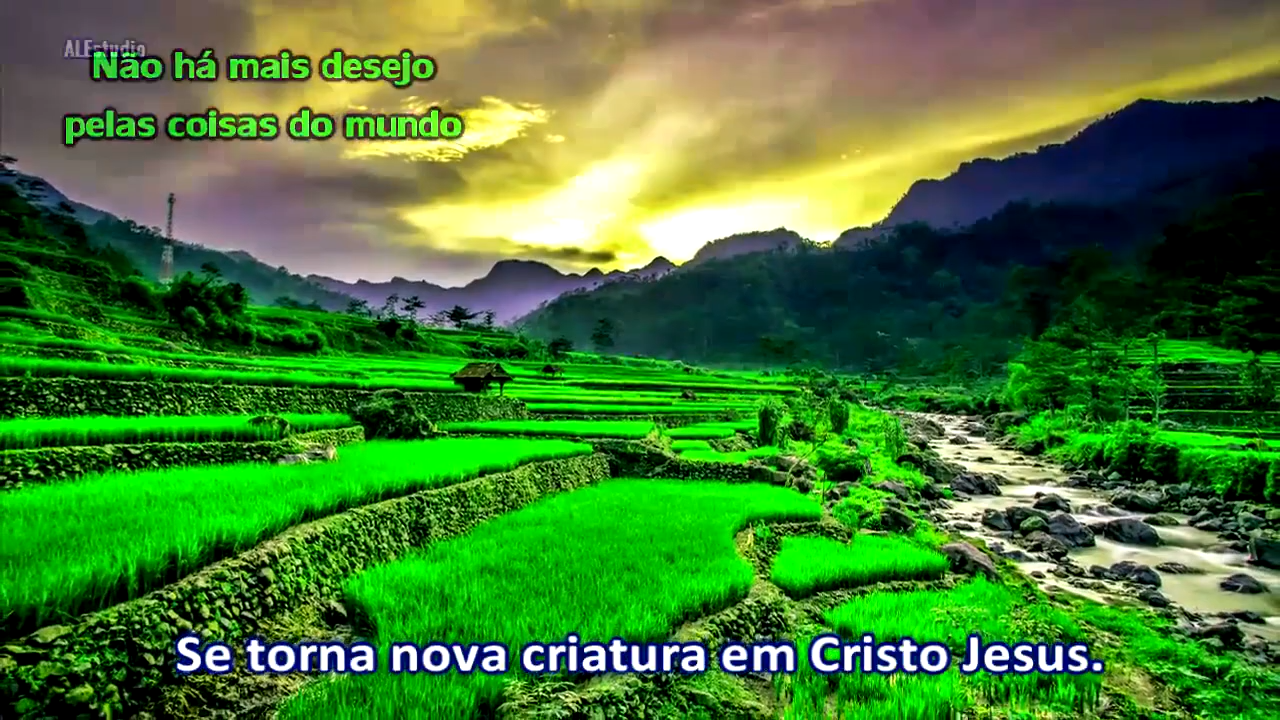 ALEstudio
Não há mais desejo
pelas coisas do mundo
Se torna nova criatura em Cristo Jesus.